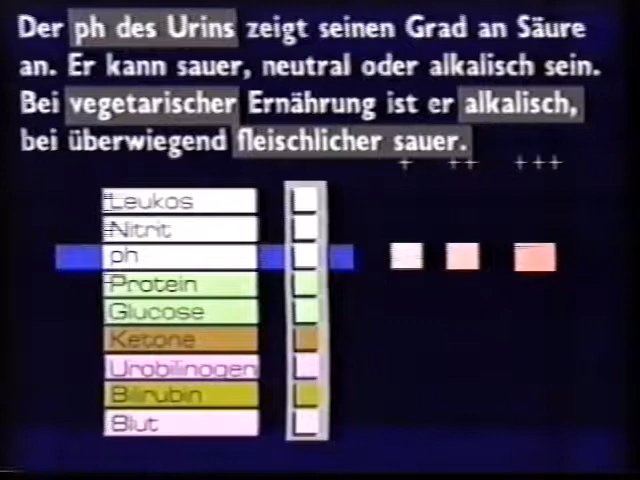 Der ph des Urins zeigt seinen Grad an Säure
an. Er kann sauer, neutral oder alkalisch sein.
Bei vegetarischer Ernährung ist er alkalisch,
bei überwiegend fleischlicher sauer.
+ ++ +++
Leukos
Nitrit
ph
Protein
Glucose
Ketone
Urobilinogen
Bilirubin
Blut